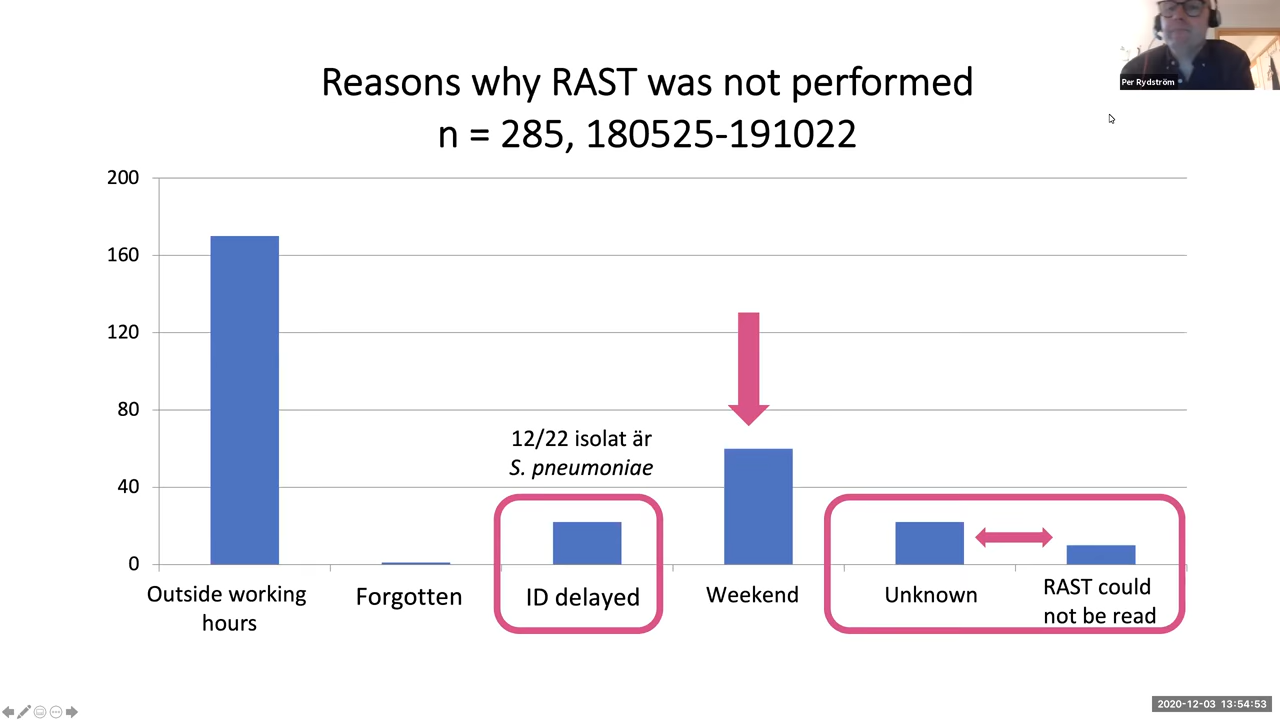 Per Rydström
Reasons why RAST was not performed
n = 285, 180525-191022
200
160
120
80
40
0
12/22 isolat är
S. pneumoniae
Outside working
hours
Forgotten
ID delayed
Weekend
Unknown
RAST could
not be read
2020-12-03 13:54:53